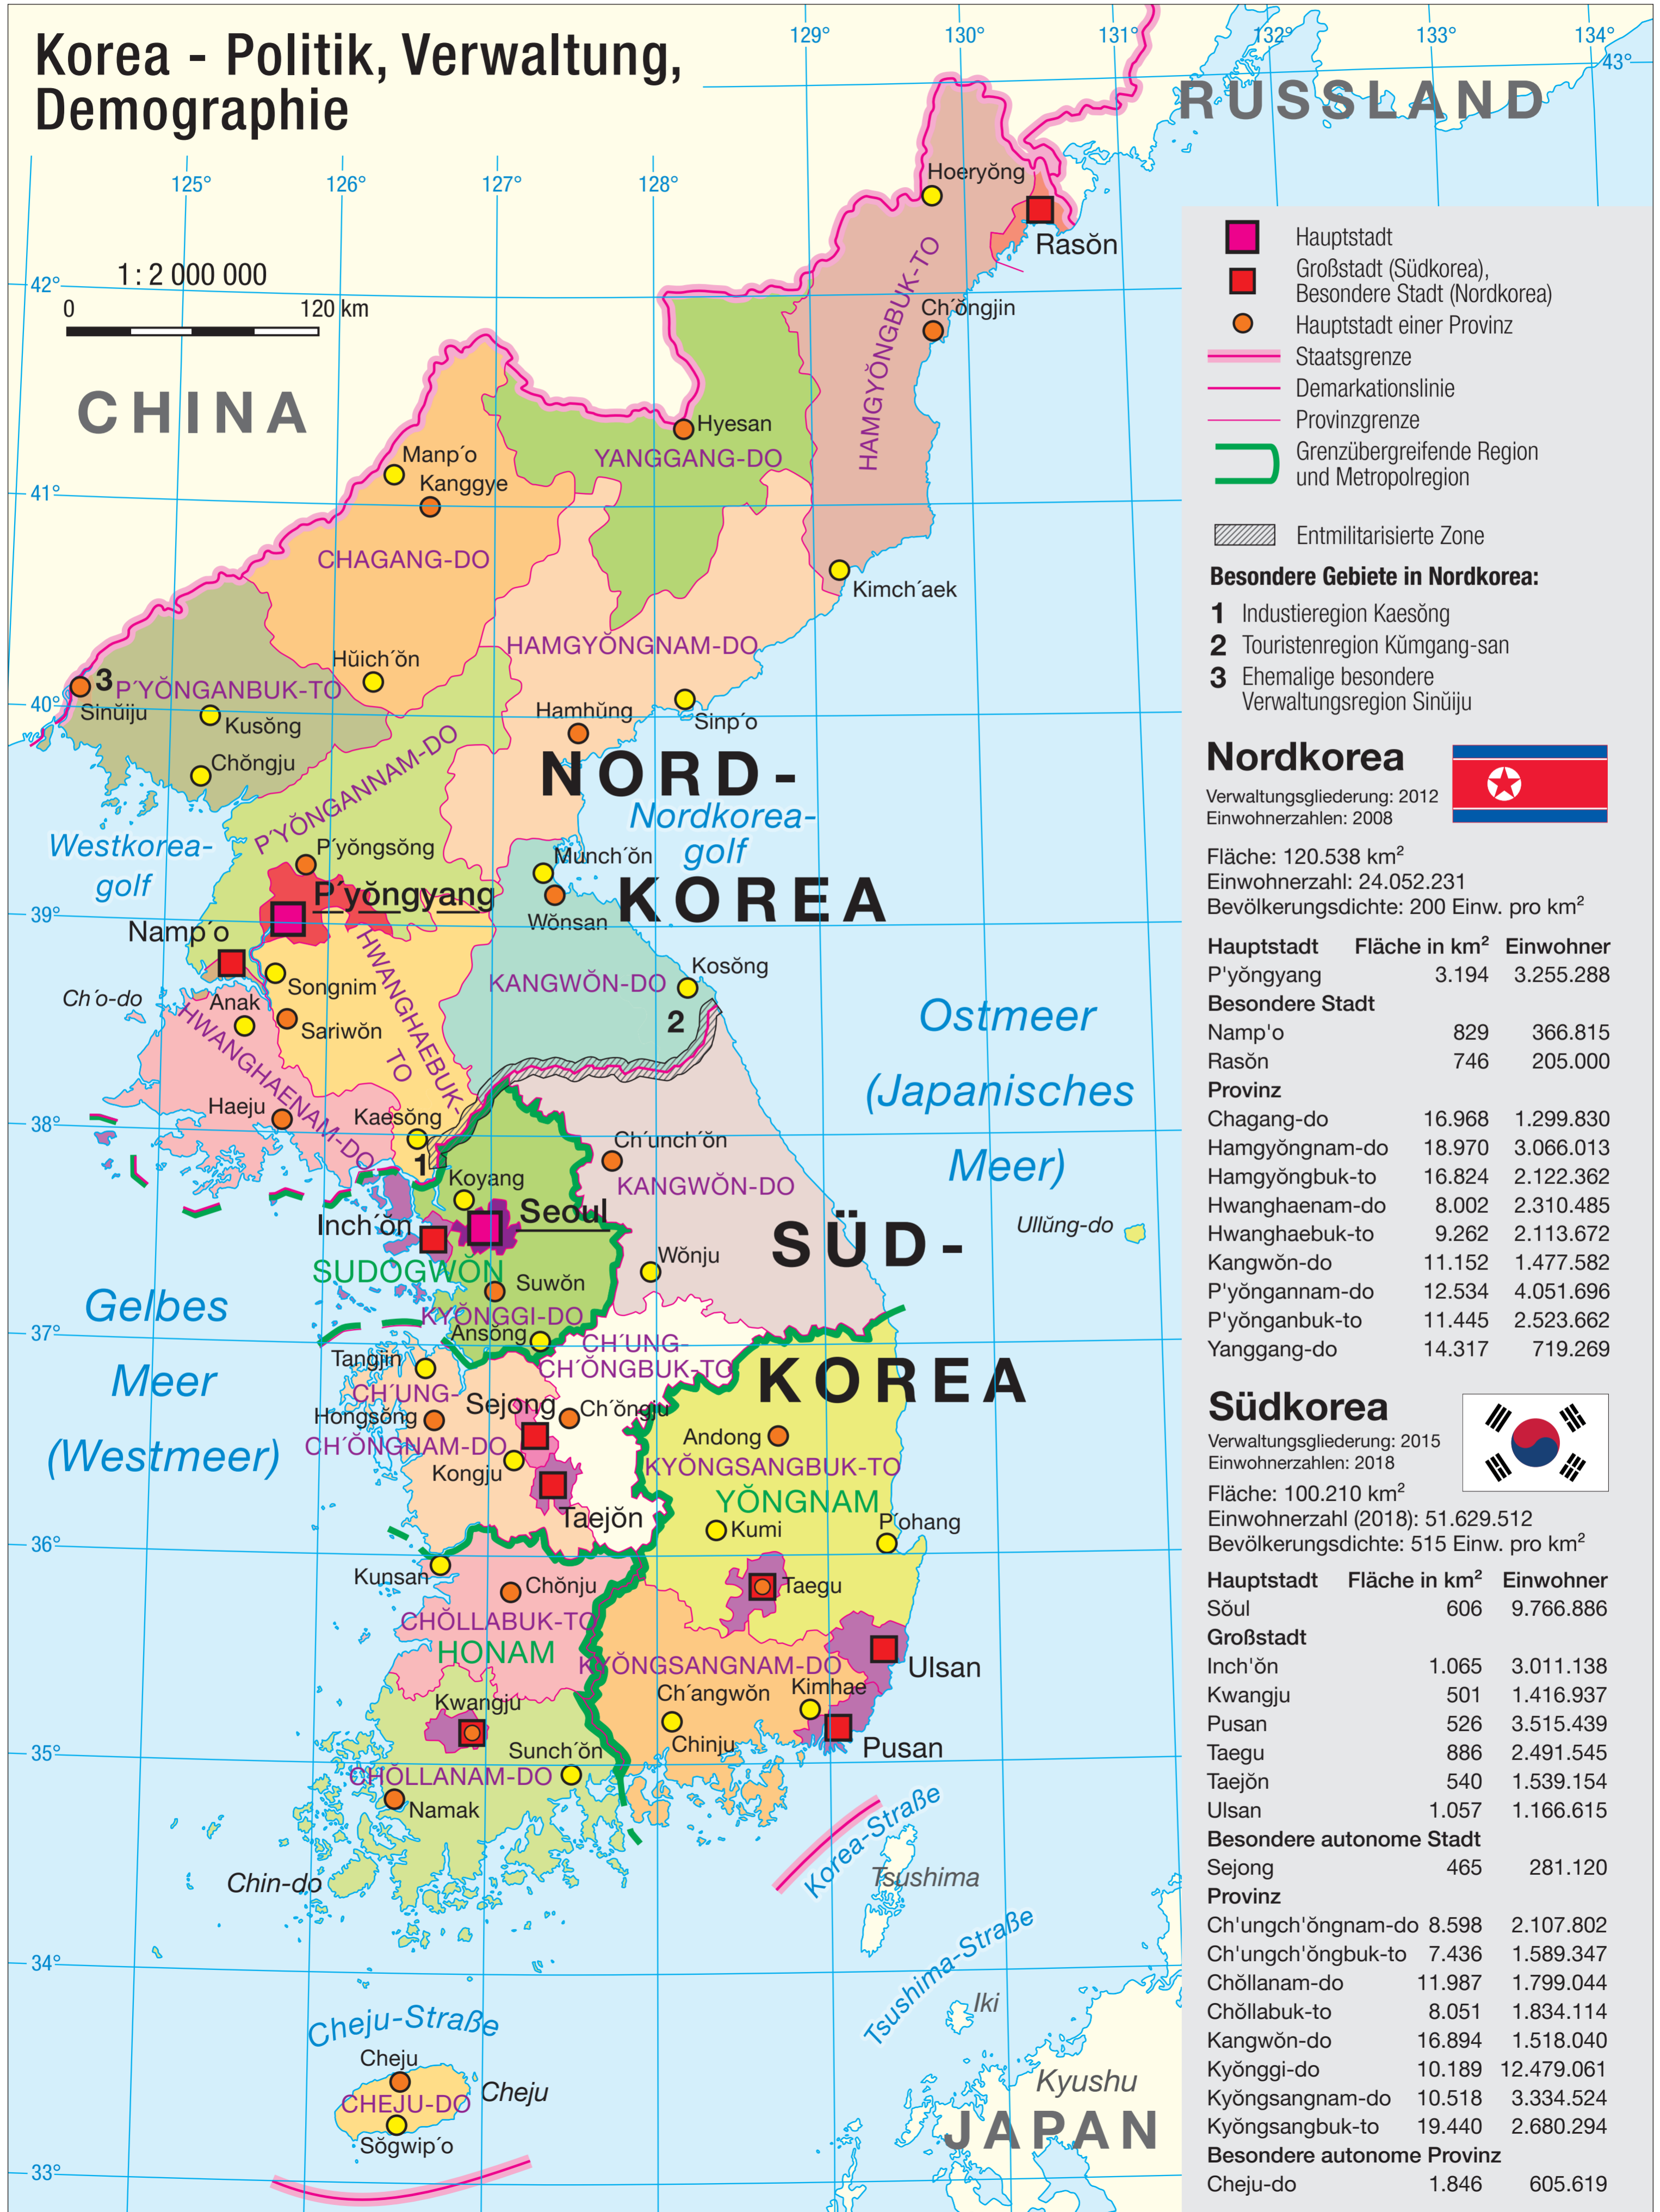 Korea - Politik, Verwaltung,
Demographie
129°
130°
131°
132°
133°
134°
43°
RUSSLAND
125°
126°
127°
128°
1 : 2 000 000
0
120 km
42°
CHINA
Hoeryŏng
Rasŏn
HAMGYŎNGBUK-TO
Ch´ŏngjin
Hyesan
YANGGANG-DO
Manp´o
Kanggye
41°
CHAGANG-DO
Kimch´aek
HAMGYŎNGNAM-DO
Hŭich´ŏn
3
P´YŎNGANBUK-TO
40°
Sinŭiju
Kusŏng
Hamhŭng
Sinp´o
Chŏngju
P´YŎNGANNAM-DO
NORD-
KOREA
Nordkorea-
golf
Westkorea-
golf
P´yŏngsŏng
Munch´ŏn
P´yŏngyang
Wŏnsan
39°
Namp´o
HWANGHAEBUK-
TO
Songnim
KANGWŎN-DO
Kosŏng
2
Ch´o-do
Anak
Sariwŏn
HWANGHAENAM-DO
Ostmeer
(Japanisches
Meer)
Haeju
Kaesŏng
38°
1
Ch´unch´ŏn
Koyang
KANGWŎN-DO
Inch´ŏn
Seoul
SÜD-
KOREA
Ullŭng-do
Wŏnju
SUDOGWŎN
Suwŏn
KYŎNGGI-DO
Gelbes
Meer
(Westmeer)
37°
Ansŏng
CH´UNG-
CH´ŎNGBUK-TO
Tangjin
CH´UNG-
CH´ŎNGNAM-DO
Sejong
Ch´ŏngju
Hongsŏng
Kongju
Andong
KYŎNGSANGBUK-TO
YŎNGNAM
Taejŏn
Kumi
P´ohang
36°
Kunsan
Chŏnju
Taegu
CHŎLLABUK-TO
HONAM
KYŎNGSANGNAM-DO
Ulsan
Ch´angwŏn
Kimhae
Kwangju
Chinju
Pusan
35°
Sunch´ŏn
CHŎLLANAM-DO
Namak
Korea-Straße
Tsushima
Chin-do
Tsushima-Straße
34°
Iki
Cheju-Straße
Cheju
Cheju
CHEJU-DO
Sŏgwip´o
Kyushu
JAPAN
33°
Hauptstadt
Großstadt (Südkorea),
Besondere Stadt (Nordkorea)
Hauptstadt einer Provinz
Staatsgrenze
Demarkationslinie
Provinzgrenze
Grenzübergreifende Region
und Metropolregion
Entmilitarisierte Zone
Besondere Gebiete in Nordkorea:
1 Industieregion Kaesŏng
2 Touristenregion Kŭmgang-san
3 Ehemalige besondere
Verwaltungsregion Sinŭiju
Nordkorea
Verwaltungsgliederung: 2012
Einwohnerzahlen: 2008
Fläche: 120.538 km²
Einwohnerzahl: 24.052.231
Bevölkerungsdichte: 200 Einw. pro km²
Hauptstadt Fläche in km² Einwohner
P'yŏngyang 3.194 3.255.288
Besondere Stadt
Namp'o 829 366.815
Rasŏn 746 205.000
Provinz
Chagang-do 16.968 1.299.830
Hamgyŏngnam-do 18.970 3.066.013
Hamgyŏngbuk-to 16.824 2.122.362
Hwanghaenam-do 8.002 2.310.485
Hwanghaebuk-to 9.262 2.113.672
Kangwŏn-do 11.152 1.477.582
P'yŏngannam-do 12.534 4.051.696
P'yŏnganbuk-to 11.445 2.523.662
Yanggang-do 14.317 719.269
Südkorea
Verwaltungsgliederung: 2015
Einwohnerzahlen: 2018
Fläche: 100.210 km²
Einwohnerzahl (2018): 51.629.512
Bevölkerungsdichte: 515 Einw. pro km²
Hauptstadt Fläche in km² Einwohner
Sŏul 606 9.766.886
Großstadt
Inch'ŏn 1.065 3.011.138
Kwangju 501 1.416.937
Pusan 526 3.515.439
Taegu 886 2.491.545
Taejŏn 540 1.539.154
Ulsan 1.057 1.166.615
Besondere autonome Stadt
Sejong 465 281.120
Provinz
Ch'ungch'ŏngnam-do 8.598 2.107.802
Ch'ungch'ŏngbuk-to 7.436 1.589.347
Chŏllanam-do 11.987 1.799.044
Chŏllabuk-to 8.051 1.834.114
Kangwŏn-do 16.894 1.518.040
Kyŏnggi-do 10.189 12.479.061
Kyŏngsangnam-do 10.518 3.334.524
Kyŏngsangbuk-to 19.440 2.680.294
Besondere autonome Provinz
Cheju-do 1.846 605.619